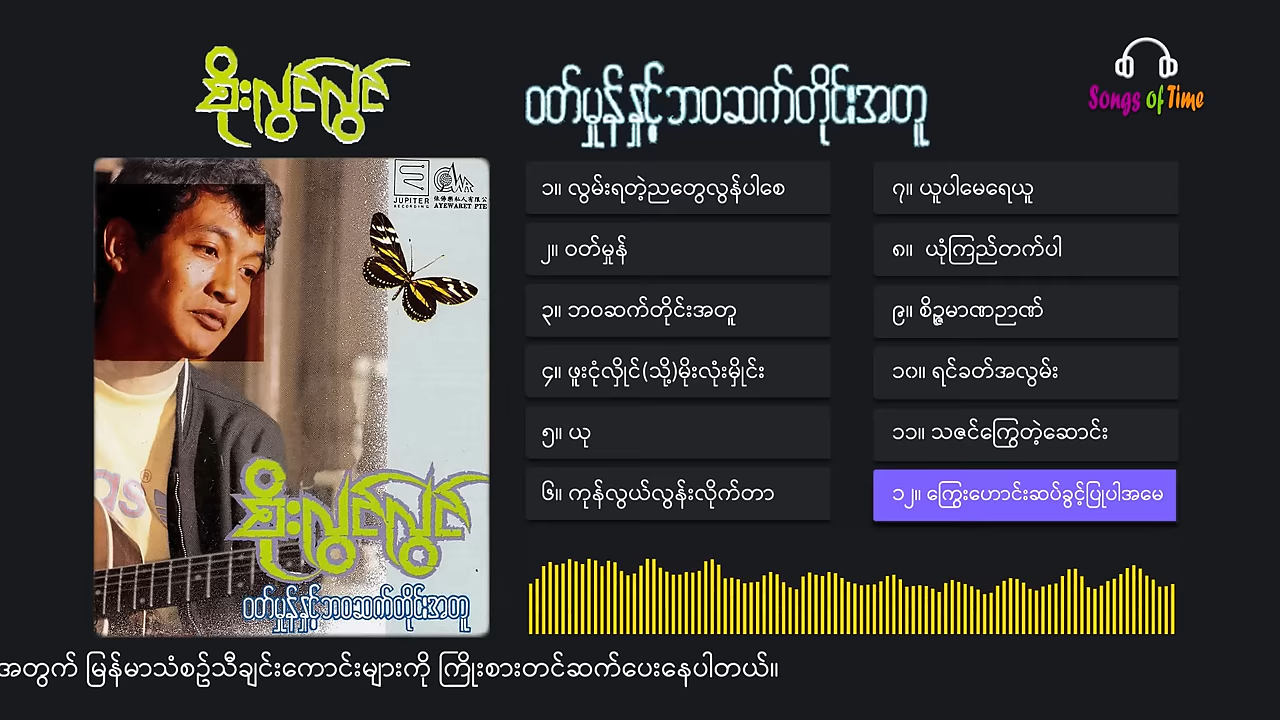 စိုးလွင်လွင်
ဝတ်မှုန်နှင့်ဘဝဆက်တိုင်းအတူ
Songs of Time
JUPITER
RECORDING
AYEWARET PTE
၁။ လွမ်းရတဲ့ညတွေလွန်ပါစေ
၂။ ဝတ်မှုန်
၃။ ဘဝဆက်တိုင်းအတူ
၄။ ဖူးငုံလှိုင်(သို့)မိုးလုံးမှိုင်း
၅။ ယု
၆။ ကုန်လွယ်လွန်းလိုက်တာ
၇။ ယူပါမေရေယူ
၈။ ယုံကြည်တက်ပါ
၉။ စိဉ္ဇမာဏဉာဏ်
၁၀။ ရင်ခတ်အလွမ်း
၁၁။ သဇင်ကြွေတဲ့ဆောင်း
၁၂။ ကြွေးဟောင်းဆပ်ခွင့်ပြုပါအမေ
စိုးလွင်လွင်
ဝတ်မှုန်နှင့်ဘဝဆက်တိုင်းအတူ
အတွက် မြန်မာသံစဥ်သီချင်းကောင်းများကို ကြိုးစားတင်ဆက်ပေးနေပါတယ်။